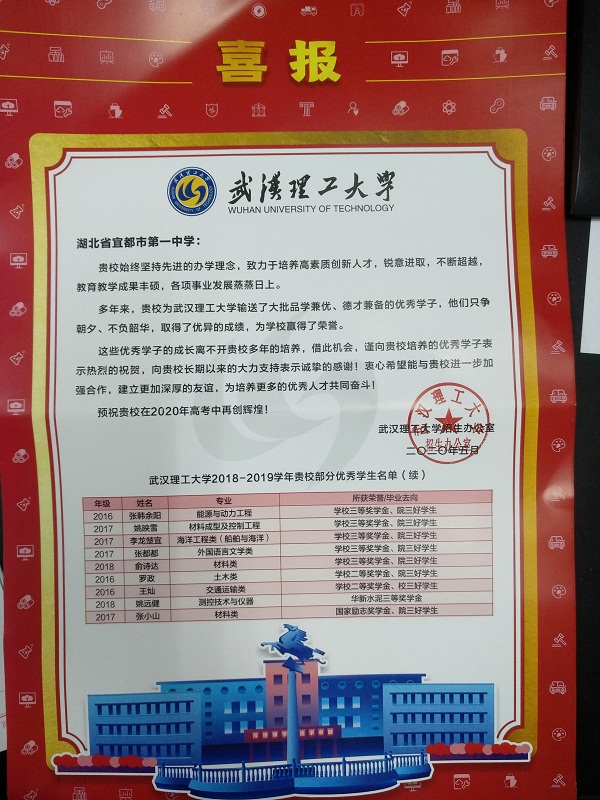 喜报
武漢理工大學
WUHAN UNIVERSITY OF TECHNOLOGY
湖北省宜都市第一中学：
贵校始终坚持先进的办学理念，致力于培养高素质创新人才，锐意进取，不断超越，
教育教学成果丰硕，各项事业发展蒸蒸日上。
多年来，贵校为武汉理工大学输送了大批品学兼优、德才兼备的优秀学子，他们只争
朝夕、不负韶华，取得了优异的成绩，为学校赢得了荣誉。
这些优秀学子的成长离不开贵校多年的培养，借此机会，谨向贵校培养的优秀学子表
示热烈的祝贺，向贵校长期以来的大力支持表示诚挚的感谢！衷心希望能与贵校进一步加
强合作，建立更加深厚的友谊，为培养更多的优秀人才共同奋斗！
预祝贵校在2020年高考中再创辉煌！
武汉理工大学招生办公室
二〇二〇年五月
武汉理工大学2018-2019学年贵校部分优秀学生名单（续）
年级 姓名 专业 所获荣誉/毕业去向
2016 张韩余阳 能源与动力工程 学校三等奖学金、院三好学生
2017 姚映雪 材料成型及控制工程 学校三等奖学金、院三好学生
2017 李龙楚宜 海洋工程类（船舶与海洋） 学校三等奖学金、院三好学生
2017 张都都 外国语言文学类 学校三等奖学金、院三好学生
2018 俞诗达 材料类 学校三等奖学金、院三好学生
2016 罗政 土木类 学校二等奖学金、院三好学生
2016 王灿 交通运输类 学校二等奖学金、校三好学生
2018 姚远健 测控技术与仪器 华新水泥三等奖学金
2017 张小山 材料类 国家励志奖学金、院三好学生